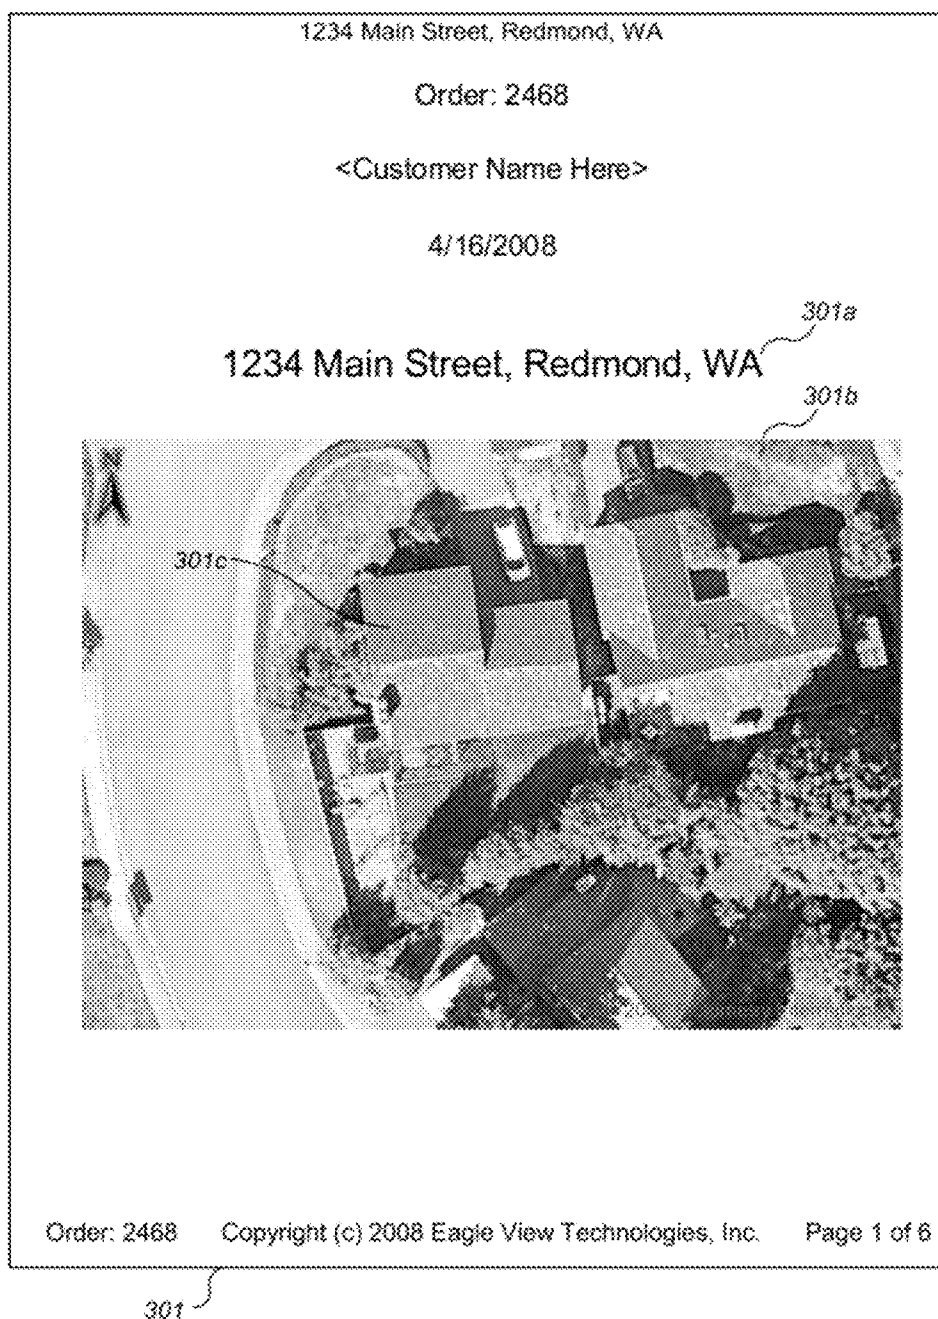 1234 Main Street, Redmond, WA
Order: 2468
<Customer Name Here>
4/16/2008
301a
1234 Main Street, Redmond, WA
301b
N
301c
Order: 2468 Copyright (c) 2008 Eagle View Technologies, Inc. Page 1 of 6
301